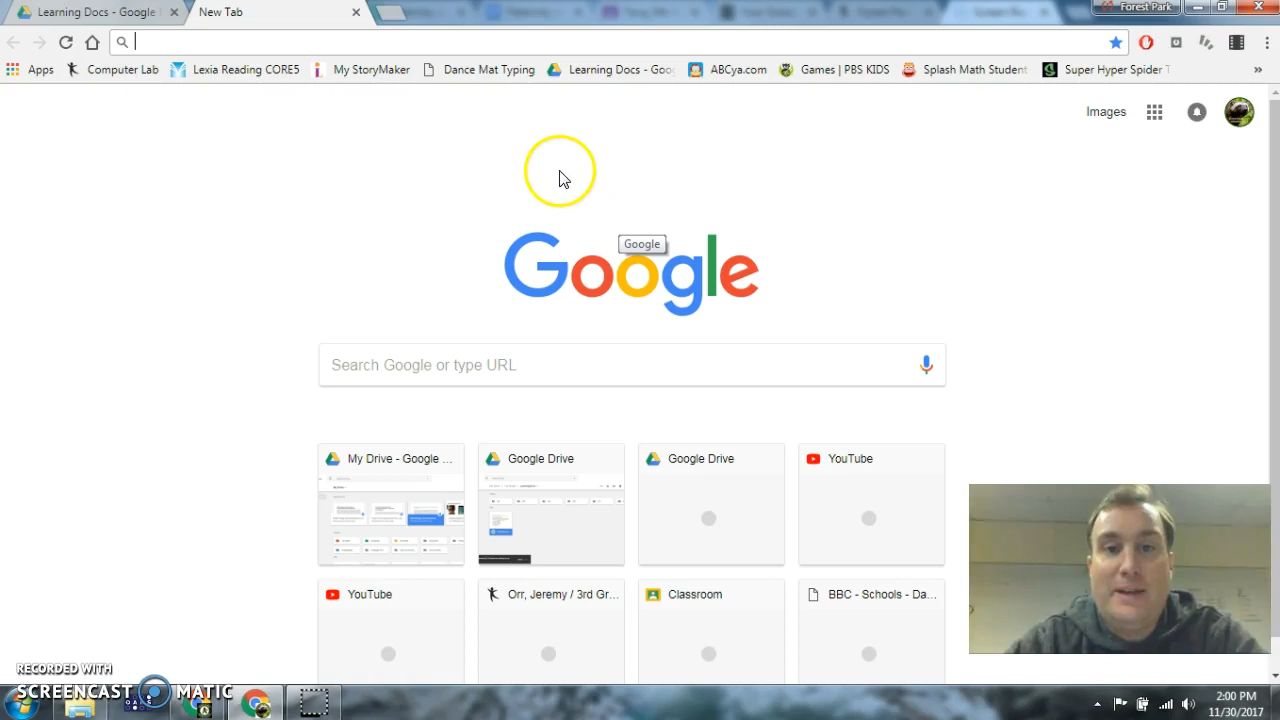 Learning Docs - Google
New Tab
Forest Park
Apps
Computer Lab
Lexia Reading CORE5
My StoryMaker
Dance Mat Typing
Learning Docs - Goo
ABCya.com
Games | PBS KIDS
Splash Math Student
Super Hyper Spider T
»
Images
Google
Google
Search Google or type URL
My Drive - Google ...
Google Drive
Google Drive
YouTube
YouTube
Orr, Jeremy / 3rd Gr...
Classroom
BBC - Schools - Da...
RECORDED WITH
SCREENCAST MATIC
2:00 PM
11/30/2017